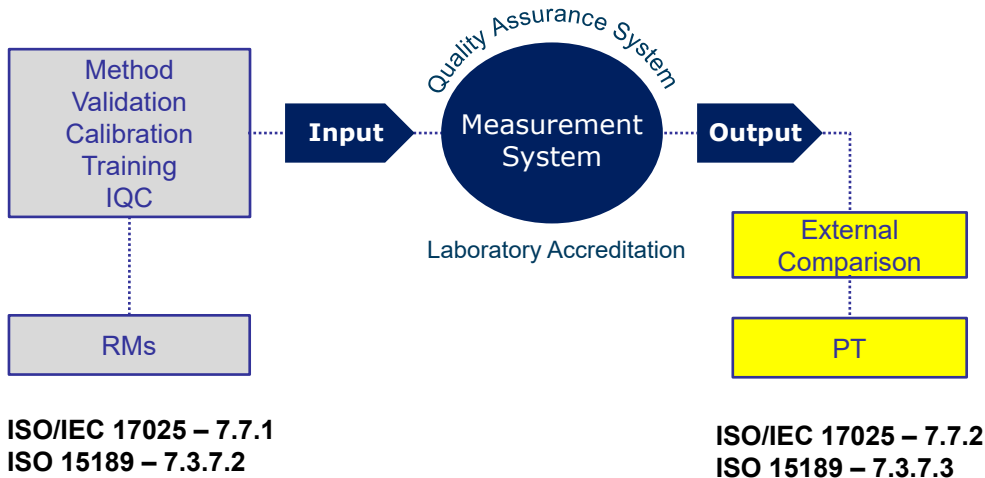 Quality Assurance System
Method
Validation
Calibration
Training
IQC
Input
Measurement
System
Output
Laboratory Accreditation
External
Comparison
RMs
PT
ISO/IEC 17025 – 7.7.1
ISO 15189 – 7.3.7.2
ISO/IEC 17025 – 7.7.2
ISO 15189 – 7.3.7.3